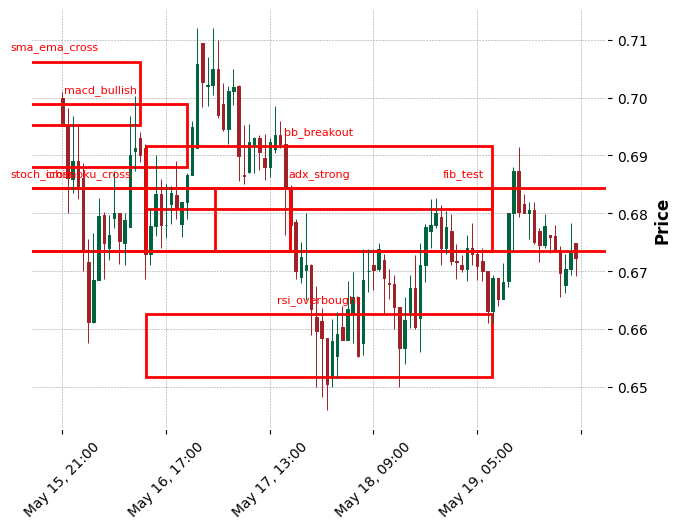 sma_ema_cross
macd_bullish
bb_breakout
stoch_cross
ichimoku_cross
adx_strong
fib_test
rsi_overbought
0.71
0.70
0.69
0.68
0.67
0.66
0.65
Price
May 15, 21:00
May 16, 17:00
May 17, 13:00
May 18, 09:00
May 19, 05:00